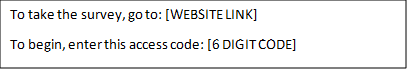 To take the survey, go to: [WEBSITE LINK]
To begin, enter this access code: [6 DIGIT CODE]